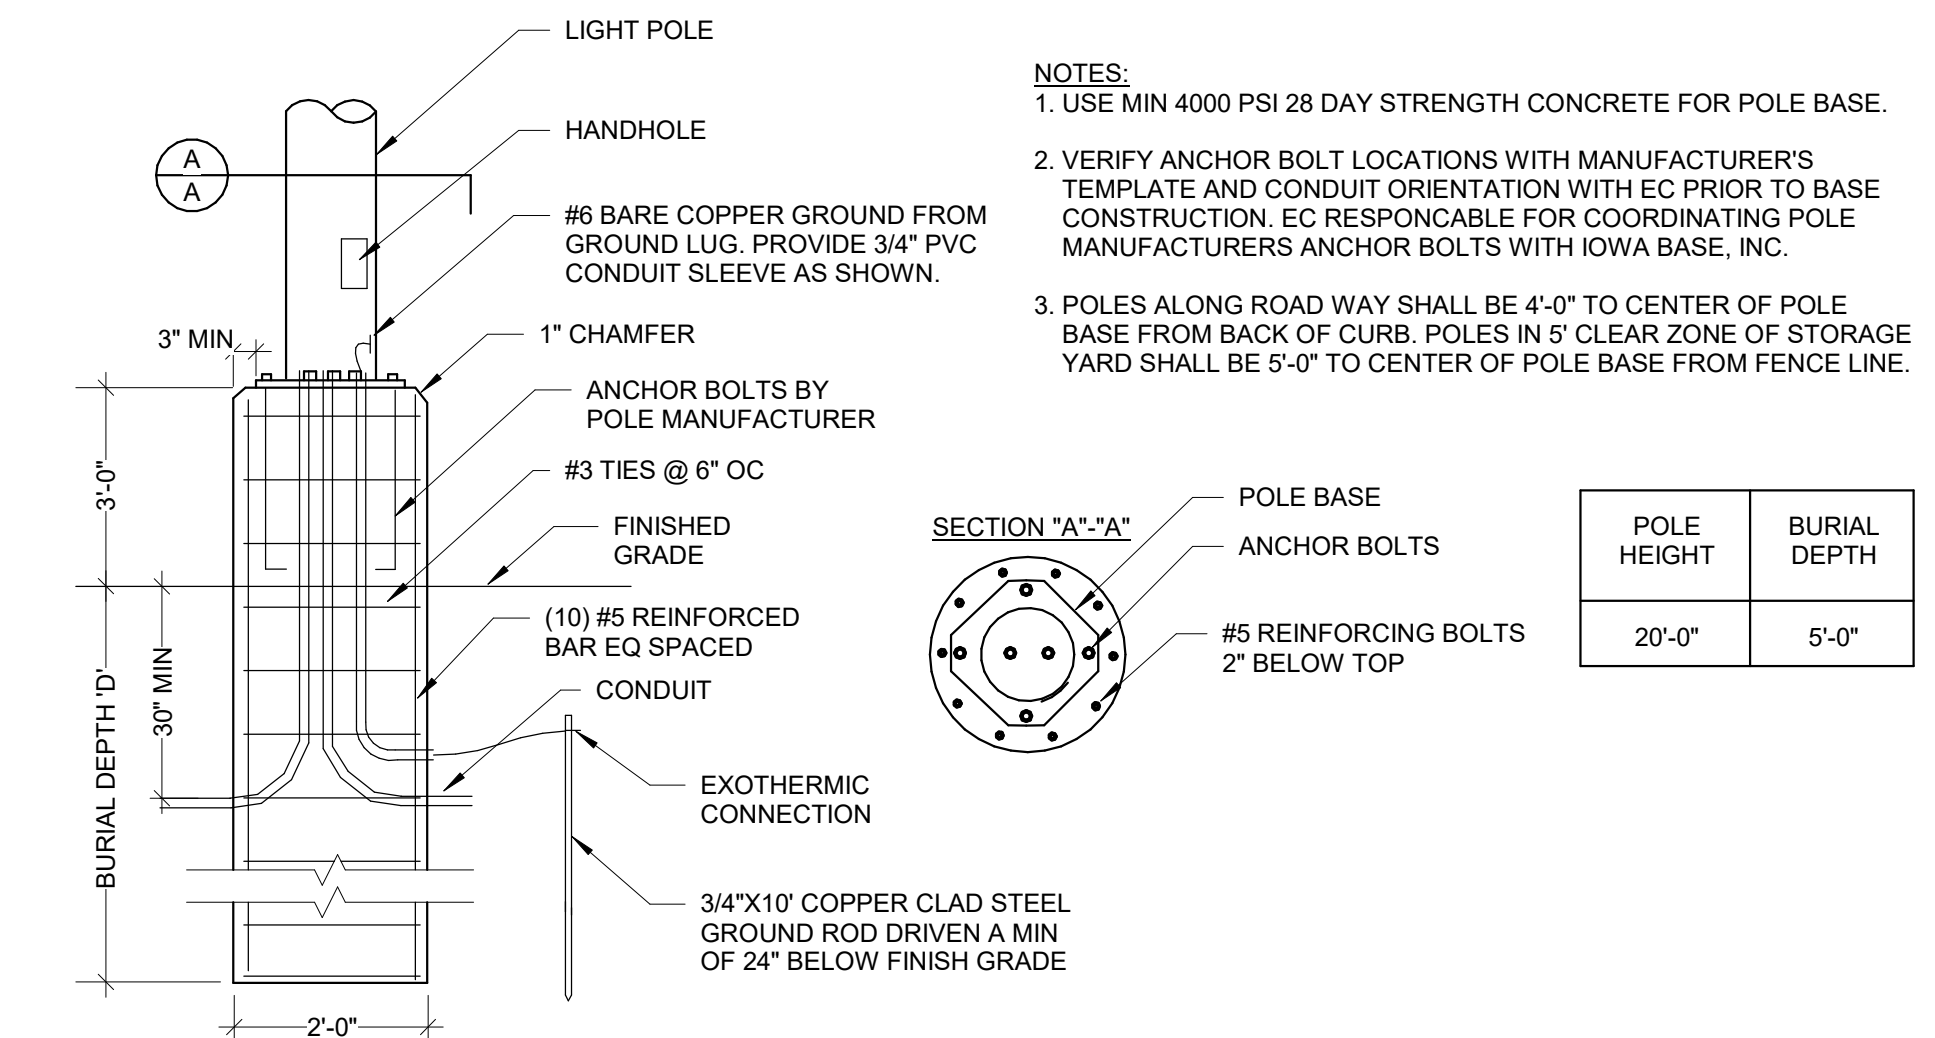 LIGHT POLE
HANDHOLE
A
A
#6 BARE COPPER GROUND FROM
GROUND LUG. PROVIDE 3/4" PVC
CONDUIT SLEEVE AS SHOWN.
3" MIN
1" CHAMFER
ANCHOR BOLTS BY
POLE MANUFACTURER
3'-0"
#3 TIES @ 6" OC
FINISHED
GRADE
(10) #5 REINFORCED
BAR EQ SPACED
30" MIN
BURIAL DEPTH 'D'
CONDUIT
EXOTHERMIC
CONNECTION
3/4"X10' COPPER CLAD STEEL
GROUND ROD DRIVEN A MIN
OF 24" BELOW FINISH GRADE
2'-0"
NOTES:
1. USE MIN 4000 PSI 28 DAY STRENGTH CONCRETE FOR POLE BASE.
2. VERIFY ANCHOR BOLT LOCATIONS WITH MANUFACTURER'S
TEMPLATE AND CONDUIT ORIENTATION WITH EC PRIOR TO BASE
CONSTRUCTION. EC RESPONCABLE FOR COORDINATING POLE
MANUFACTURERS ANCHOR BOLTS WITH IOWA BASE, INC.
3. POLES ALONG ROAD WAY SHALL BE 4'-0" TO CENTER OF POLE
BASE FROM BACK OF CURB. POLES IN 5' CLEAR ZONE OF STORAGE
YARD SHALL BE 5'-0" TO CENTER OF POLE BASE FROM FENCE LINE.
SECTION "A"-"A"
POLE BASE
ANCHOR BOLTS
#5 REINFORCING BOLTS
2" BELOW TOP
POLE
HEIGHT
BURIAL
DEPTH
20'-0"
5'-0"